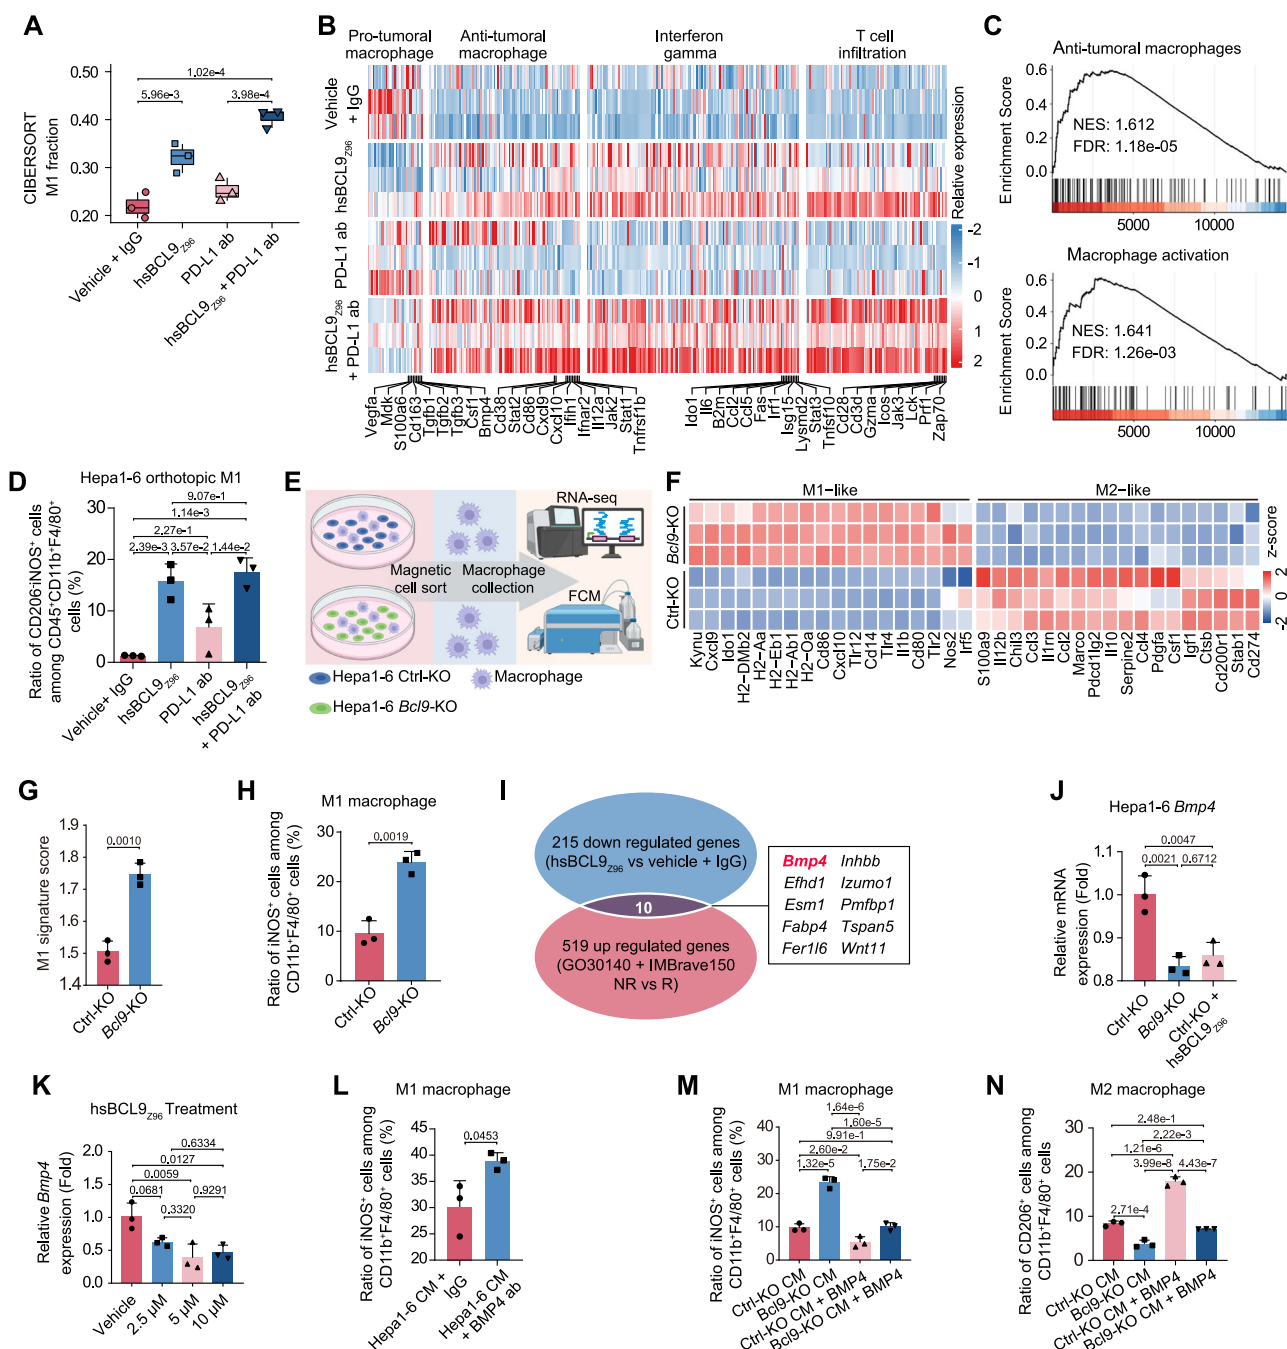 A
CIBERSORT
M1 fraction
0.50
0.40
0.30
0.20
1.02e-4
5.96e-3
3.98e-4
Vehicle + IgG
hsBCL9Z96
PD-L1 ab
hsBCL9Z96 + PD-L1 ab
B
Pro-tumoral
macrophage
Anti-tumoral
macrophage
Interferon
gamma
T cell
infiltration
Vehicle
+ IgG
hsBCL9Z96
PD-L1 ab
hsBCL9Z96
+ PD-L1 ab
Relative expression
-2
-1
0
1
2
Vegfa
Mdk
S100a6
Cd163
Tgfb1
Tgfb2
Tgfb3
Csf1
Bmp4
Cd38
Stat2
Cd86
Cxcl9
Cxcl10
Ifih1
Ifnar2
Il12a
Jak2
Stat1
Tnfrsf1b
Ido1
Il6
B2m
Ccl2
Ccl5
Fas
Irf1
Isg15
Lysmd2
Stat3
Tnfsf10
Cd28
Cd3d
Gzma
Icos
Jak3
Lck
Prf1
Zap70
C
Anti-tumoral macrophages
Enrichment Score
0.6
0.4
0.2
0.0
NES: 1.612
FDR: 1.18e-05
5000
10000
Macrophage activation
Enrichment Score
0.6
0.4
0.2
0.0
NES: 1.641
FDR: 1.26e-03
5000
10000
D
Hepa1-6 orthotopic M1
Ratio of CD206-iNOS+ cells
among CD45+CD11b+F4/80+
cells (%)
30
20
10
0
9.07e-1
1.14e-3
2.27e-1
2.39e-3
3.57e-2
1.44e-2
Vehicle+ IgG
hsBCL9Z96
PD-L1 ab
hsBCL9Z96
+ PD-L1 ab
E
RNA-seq
Magnetic
cell sort
Macrophage
collection
FCM
Hepa1-6 Ctrl-KO
Macrophage
Hepa1-6 Bcl9-KO
F
M1-like
M2-like
Bcl9-KO
Ctrl-KO
z-score
2
0
-2
Kynu
Cxcl9
Ido1
H2-DMb2
H2-Aa
H2-Eb1
H2-Ab1
H2-Oa
Cd86
Cxcl10
Tlr12
Cd14
Tlr4
Il1b
Cd80
Tlr2
Nos2
Irf5
S100a9
Il12b
Chil3
Ccl3
Il1rn
Ccl2
Marco
Pdcd1lg2
Il10
Serpine2
Ccl4
Pdgfa
Csf1
Igf1
Ctsb
Cd200r1
Stab1
Cd274
G
M1 signature score
1.9
1.8
1.7
1.6
1.5
1.4
0.0010
Ctrl-KO
Bcl9-KO
H
M1 macrophage
Ratio of iNOS+ cells among
CD11b+F4/80+ cells (%)
40
30
20
10
0
0.0019
Ctrl-KO
Bcl9-KO
I
215 down regulated genes
(hsBCL9Z96 vs vehicle + IgG)
10
519 up regulated genes
(GO30140 + IMBrave150
NR vs R)
Bmp4 Inhbb
Efhd1 Izumo1
Esm1 Pmfbp1
Fabp4 Tspan5
Fer1l6 Wnt11
J
Hepa1-6 Bmp4
Relative mRNA
expression (Fold)
1.1
1.0
0.9
0.8
0.0047
0.0021
0.6712
Ctrl-KO
Bcl9-KO
Ctrl-KO +
hsBCL9Z96
K
hsBCL9Z96 Treatment
Relative Bmp4
expression (Fold)
2.0
1.5
1.0
0.5
0.0
0.6334
0.0127
0.0059
0.0681
0.9291
0.3320
Vehicle
2.5 µM
5 µM
10 µM
L
M1 macrophage
Ratio of iNOS+ cells among
CD11b+F4/80+ cells (%)
45
40
35
30
25
20
0.0453
Hepa1-6 CM +
IgG
Hepa1-6 CM
+ BMP4 ab
M
M1 macrophage
Ratio of iNOS+ cells among
CD11b+F4/80+ cells (%)
40
30
20
10
0
1.64e-6
1.60e-5
9.91e-1
2.60e-2
1.32e-5
1.75e-2
Ctrl-KO CM
Bcl9-KO CM
Ctrl-KO CM + BMP4
Bcl9-KO CM + BMP4
N
M2 macrophage
Ratio of CD206+ cells among
CD11b+F4/80+ cells
30
20
10
0
2.48e-1
2.22e-3
1.21e-6
3.99e-8
4.43e-7
2.71e-4
Ctrl-KO CM
Bcl9-KO CM
Ctrl-KO CM + BMP4
Bcl9-KO CM + BMP4